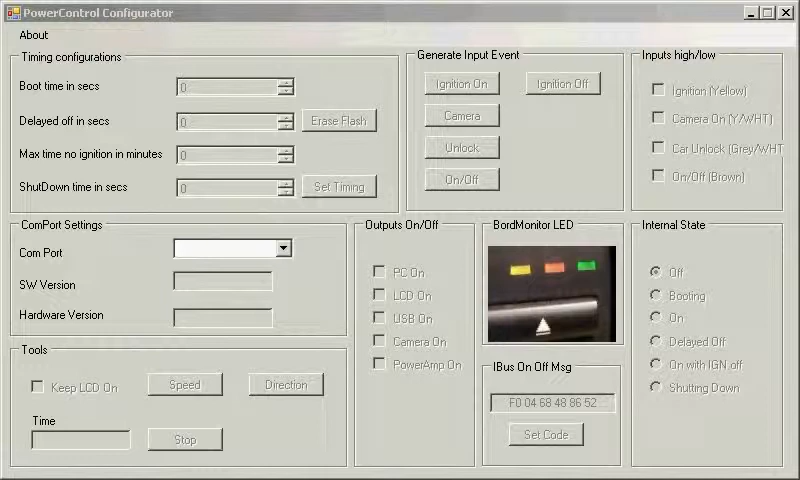 PowerControl Configurator
About
Timing configurations
Boot time in secs
0
Delayed off in secs
0
Erase Flash
Max time no ignition in minutes
0
ShutDown time in secs
0
Set Timing
Generate Input Event
Ignition On
Ignition Off
Camera
Unlock
On/Off
Inputs high/low
Ignition (Yellow)
Camera On (Y/WHT)
Car Unlock (Grey/WHT
On/Off (Brown)
ComPort Settings
Com Port
SW Version
Hardware Version
Outputs On/Off
PC On
LCD On
USB On
Camera On
PowerAmp On
BordMonitor LED
IBus On Off Msg
F0 04 68 48 86 52
Set Code
Internal State
Off
Booting
On
Delayed Off
On with IGN off
Shutting Down
Tools
Keep LCD On
Speed
Direction
Time
Stop